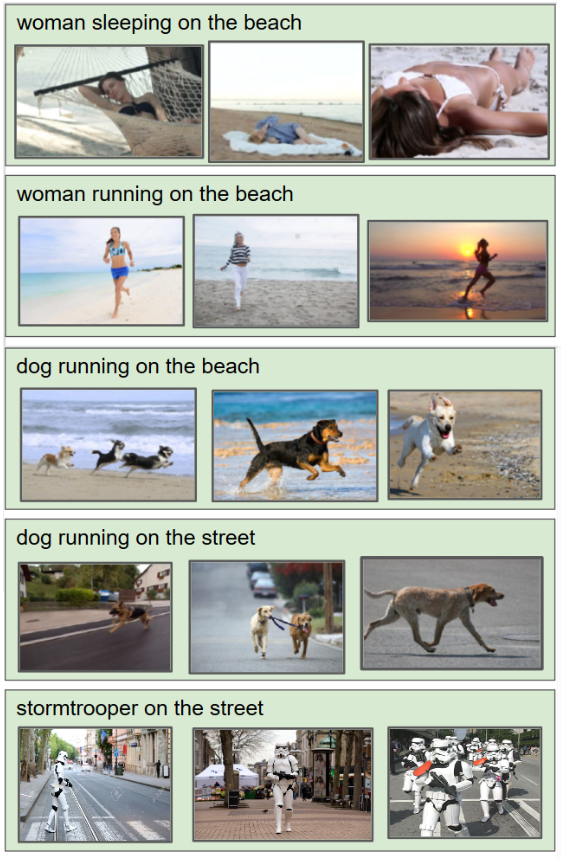 woman sleeping on the beach
woman running on the beach
dog running on the beach
dog running on the street
stormtrooper on the street